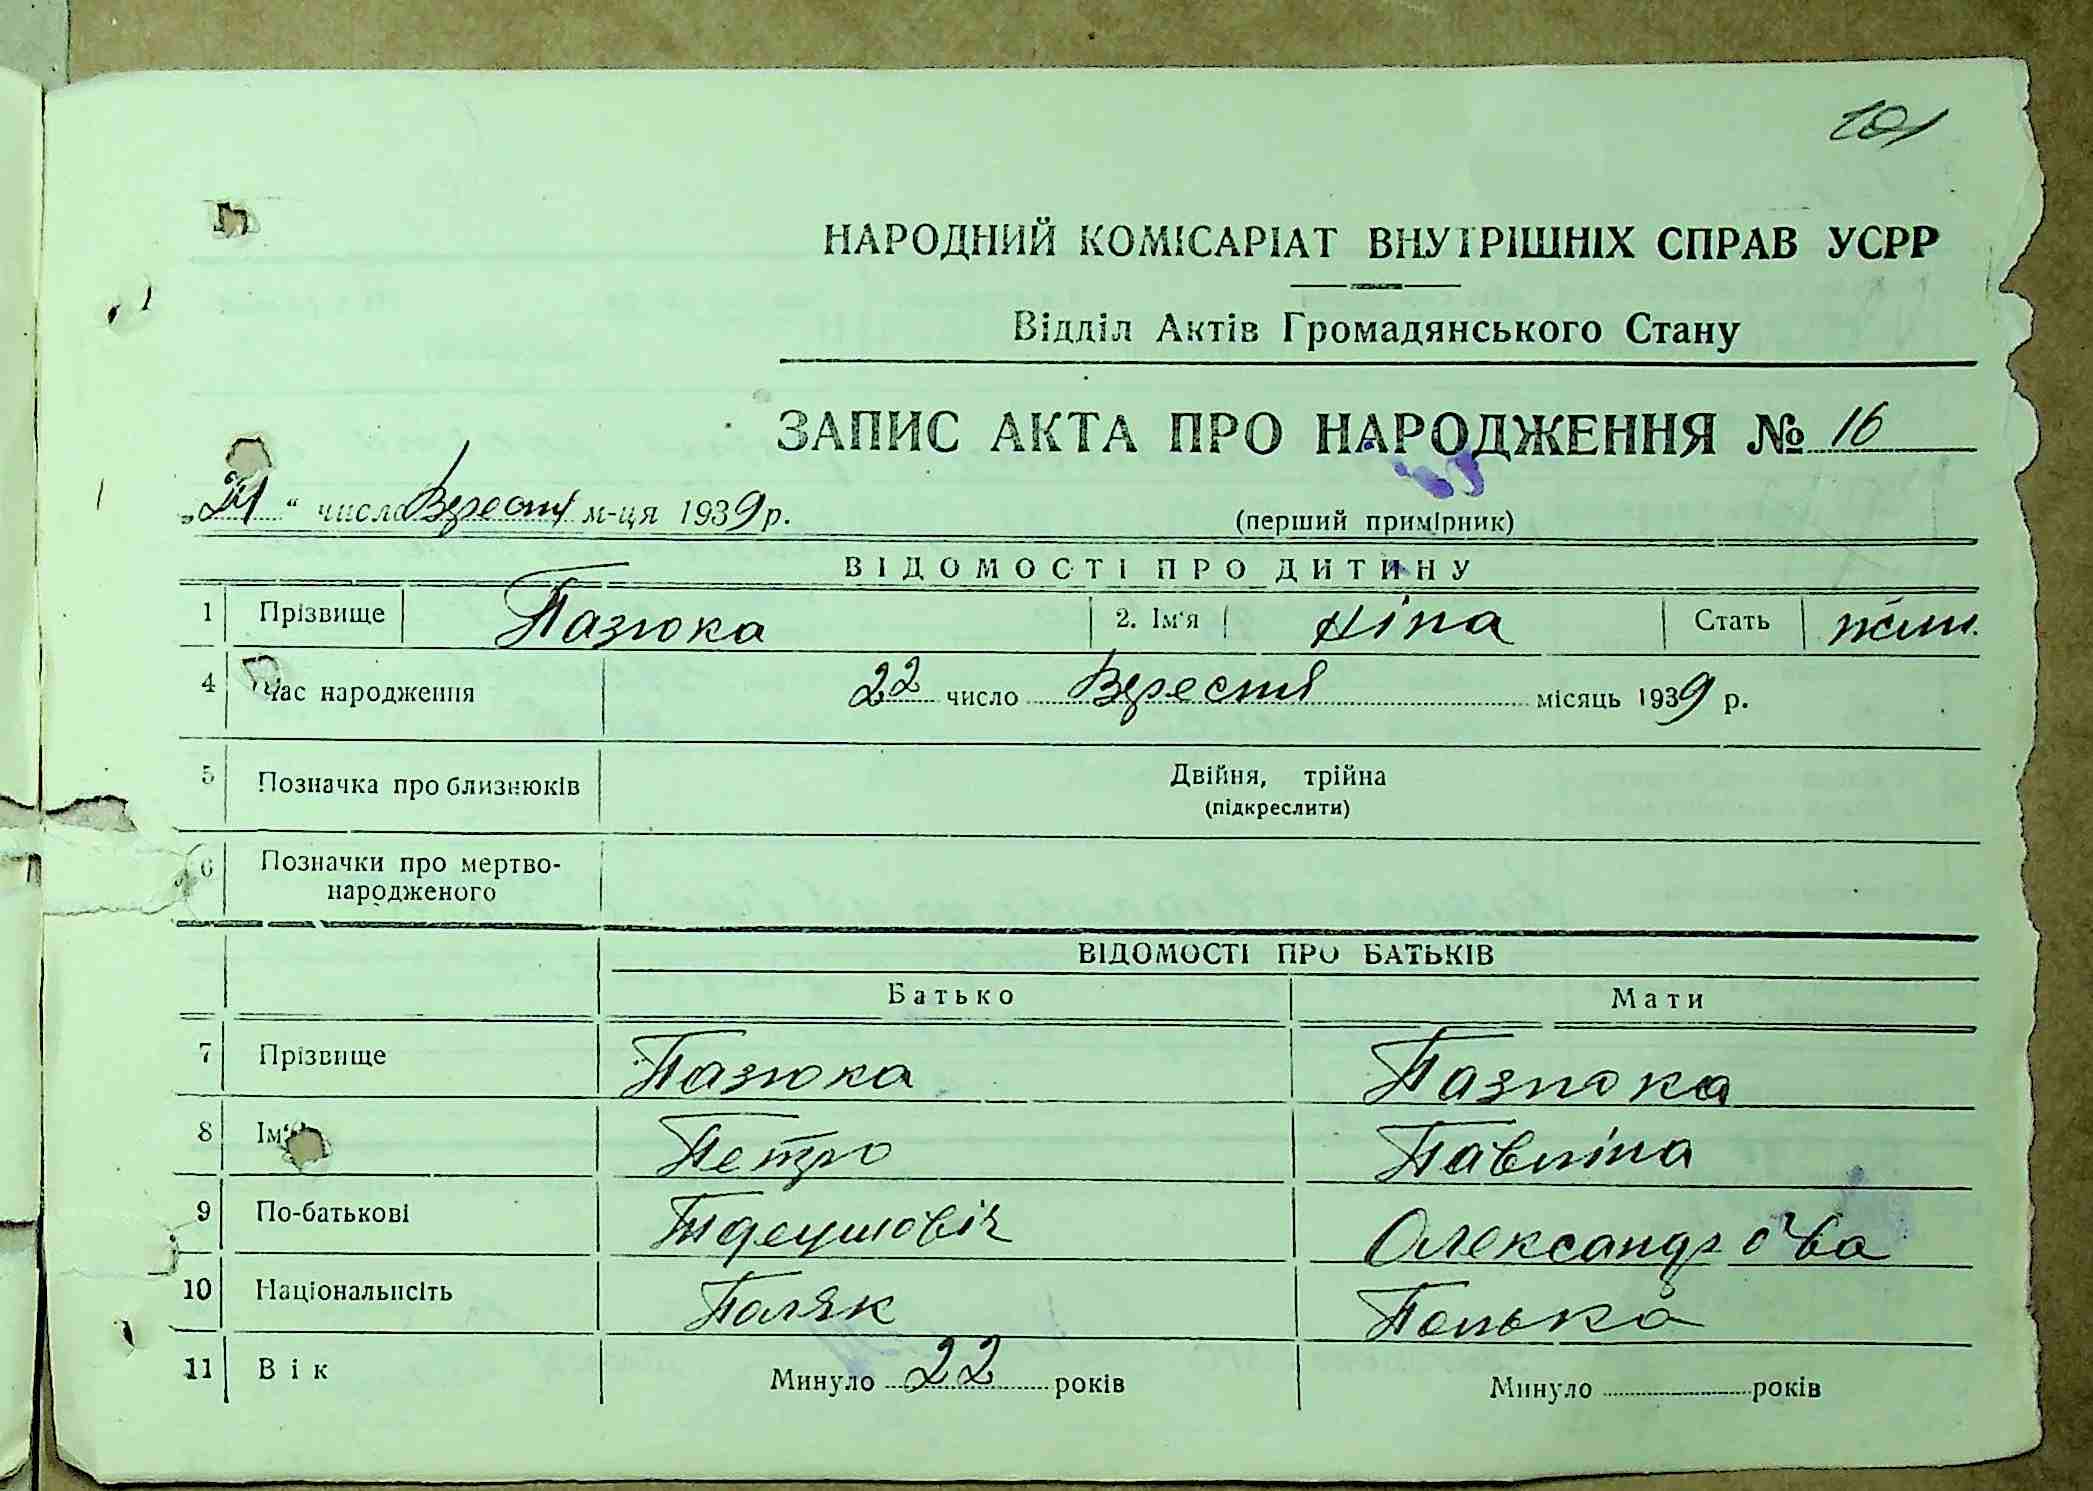 101
НАРОДНИЙ КОМІСАРІАТ ВНУТРІШНІХ СПРАВ УСРР
Відділ Актів Громадянського Стану
ЗАПИС АКТА ПРО НАРОДЖЕННЯ № 16
" числа Вересня м-ця 1939 р.
(перший примірник)
ВІДОМОСТІ ПРО ДИТИНУ
1 Прізвище Пазюка 2. Ім'я Ніна Стать жін.
4 Час народження 22 число Вересня місяць 1939 р.
5 Позначка про близнюків Двійня, трійна
(підкреслити)
6 Позначки про мертво-
народженого
ВІДОМОСТІ ПРО БАТЬКІВ
Батько Мати
7 Прізвище Пазюка Пазюка
8 Ім' Петро Павліна
9 По-батькові Тадеушовіч Олександровва
10 Національність Поляк Полька
11 Вік Минуло 22 років Минуло років